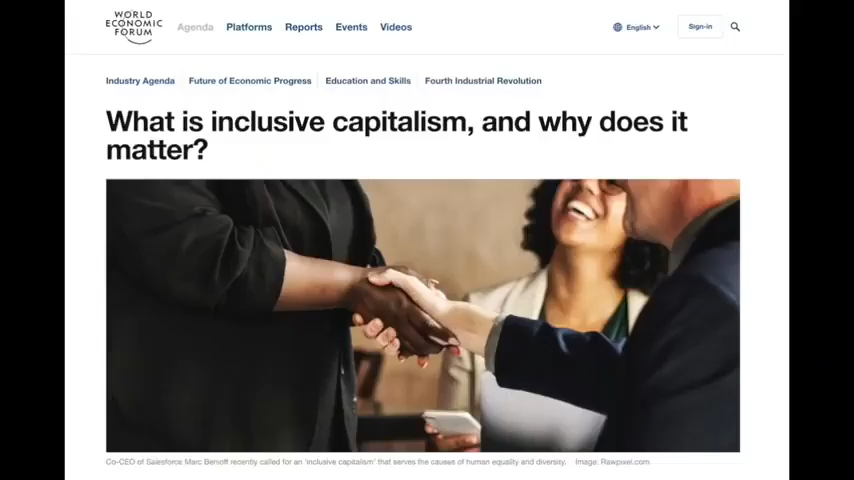 WORLD
ECONOMIC
FORUM
Agenda Platforms Reports Events Videos
English
Sign-in
Industry Agenda Future of Economic Progress Education and Skills Fourth Industrial Revolution
What is inclusive capitalism, and why does it
matter?
Co-CEO of Salesforce Marc Benioff recently called for an 'inclusive capitalism' that serves the causes of human equality and diversity. Image: Rawpixel.com